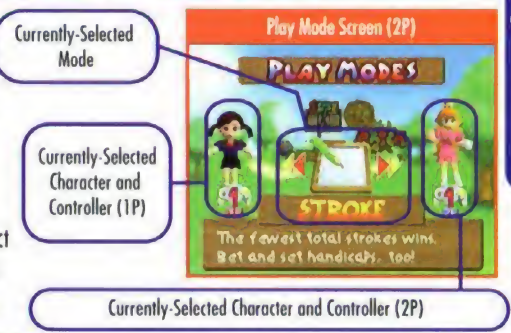 Play Mode Screen (2P)
Currently-Selected
Mode
PLAY MODES
Currently-Selected
Character and
Controller (1P)
STROKE
The fewest total strokes wins.
Bet and set handicaps, too!
Currently-Selected Character and Controller (2P)